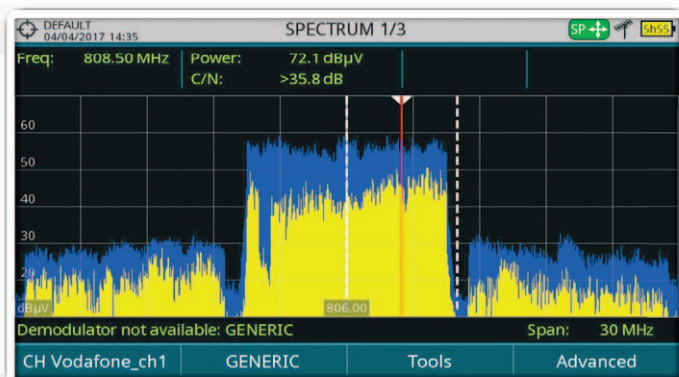 DEFAULT
04/04/2017 14:35
SPECTRUM 1/3
SP
5h55
Freq: 808.50 MHz
Power: 72.1 dBµV
C/N: >35.8 dB
60
50
40
30
20
dBµV
806.00
Demodulator not available: GENERIC
Span: 30 MHz
CH Vodafone_ch1
GENERIC
Tools
Advanced